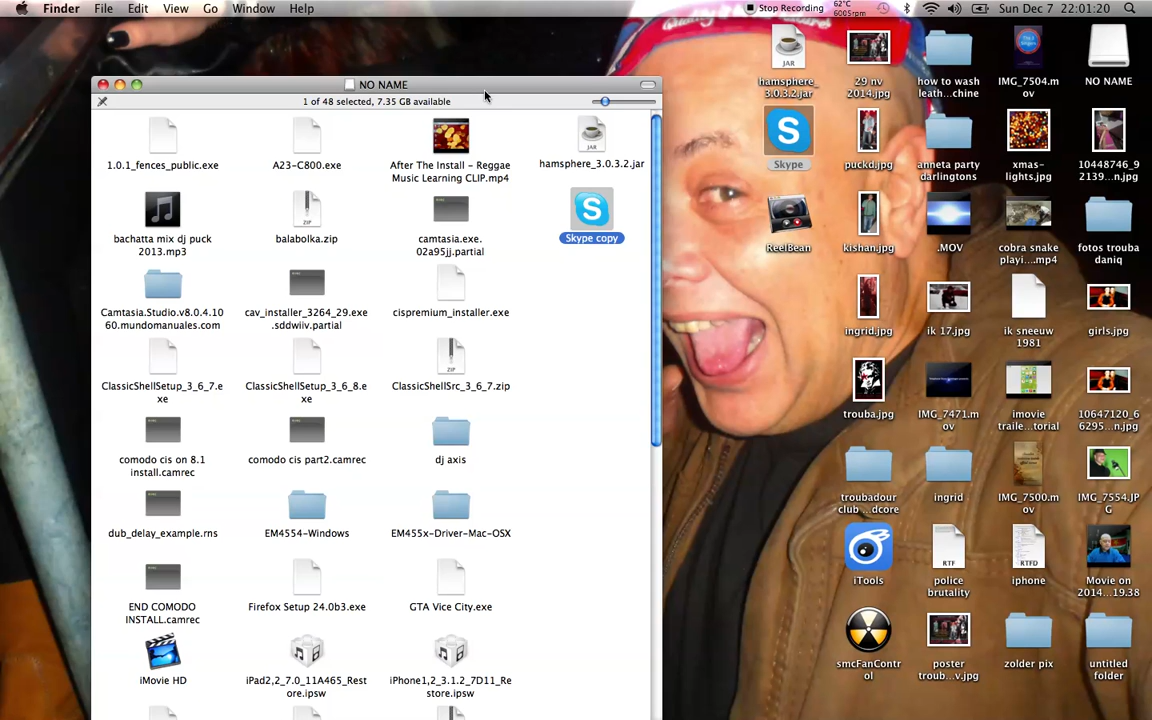 Finder File Edit View Go Window Help
Stop Recording 62°C 6005rpm Sun Dec 7 22:01:20
NO NAME
1 of 48 selected, 7.35 GB available
1.0.1_fences_public.exe
A23-C800.exe
After The Install - Reggae
Music Learning CLIP.mp4
JAR
hamsphere_3.0.3.2.jar
bachatta mix dj puck
2013.mp3
ZIP
balabolka.zip
camtasia.exe.
02a95jj.partial
Skype copy
Camtasia.Studio.v8.0.4.10
60.mundomanuales.com
cav_installer_3264_29.exe
.sddwiiv.partial
cispremium_installer.exe
ClassicShellSetup_3_6_7.e
xe
ClassicShellSetup_3_6_8.e
xe
ZIP
ClassicShellSrc_3_6_7.zip
comodo cis on 8.1
install.camrec
comodo cis part2.camrec
dj axis
dub_delay_example.rns
EM4554-Windows
EM455x-Driver-Mac-OSX
END COMODO
INSTALL.camrec
Firefox Setup 24.0b3.exe
GTA Vice City.exe
iMovie HD
iPad2,2_7.0_11A465_Rest
ore.ipsw
iPhone1,2_3.1.2_7D11_Re
store.ipsw
JAR
hamsphere_
3.0.3.2.jar
29 nv
2014.jpg
how to wash
leath...chine
IMG_7504.m
ov
NO NAME
Skype
puckd.jpg
anneta party
darlingtons
xmas-
lights.jpg
10448746_9
2139...n.jpg
ReelBean
kishan.jpg
.MOV
cobra snake
playi...mp4
fotos trouba
daniq
ingrid.jpg
ik 17.jpg
ik sneeuw
1981
girls.jpg
trouba.jpg
IMG_7471.m
ov
imovie
traile...torial
10647120_6
6295...n.jpg
troubadour
club ...dcore
ingrid
IMG_7500.m
ov
IMG_7554.JP
G
iTools
RTF
police
brutality
RTFD
iphone
Movie on
2014...19.38
smcFanContr
ol
poster
troub...v.jpg
zolder pix
untitled
folder